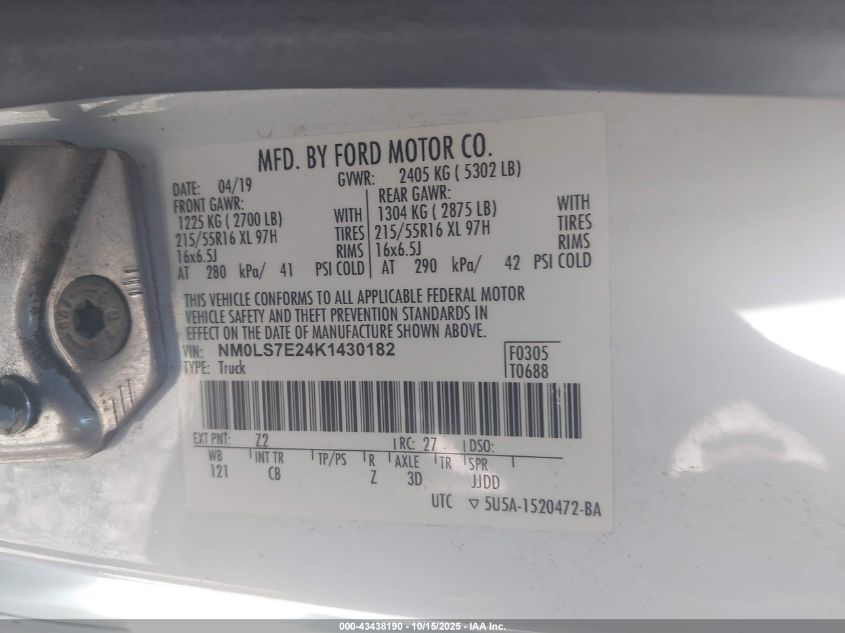 MFD. BY FORD MOTOR CO.
DATE: 04/19 GVWR: 2405 KG ( 5302 LB)
FRONT GAWR: REAR GAWR:
1225 KG ( 2700 LB) WITH 1304 KG ( 2875 LB) WITH
215/55R16 XL 97H TIRES 215/55R16 XL 97H TIRES
16x6.5J RIMS 16x6.5J RIMS
AT 280 kPa/ 41 PSI COLD AT 290 kPa/ 42 PSI COLD
THIS VEHICLE CONFORMS TO ALL APPLICABLE FEDERAL MOTOR
VEHICLE SAFETY AND THEFT PREVENTION STANDARDS IN
EFFECT ON THE DATE OF MANUFACTURE SHOWN ABOVE.
VIN: NM0LS7E24K1430182 F0305
TYPE: Truck T0688
EXT PNT: Z2 RC: 27 DSO:
WB INT TR TP/PS R AXLE TR SPR
121 CB Z 3D JJDD
UTC ▽ 5U5A-1520472-BA
000-43438190 - 10/15/2025 - IAA Inc.